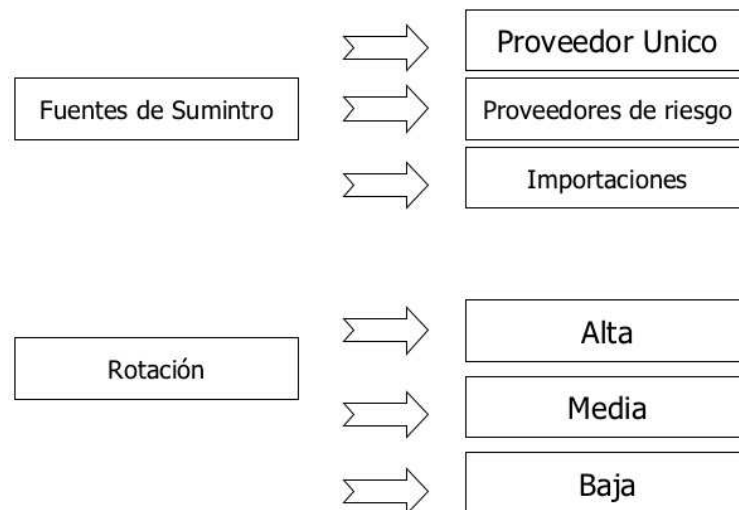 Fuentes de Sumintro
Proveedor Unico
Proveedores de riesgo
Importaciones
Rotación
Alta
Media
Baja